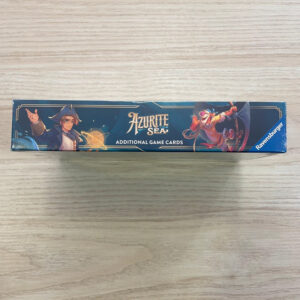 AZURITE
SEA
ADDITIONAL GAME CARDS
Ravensburger